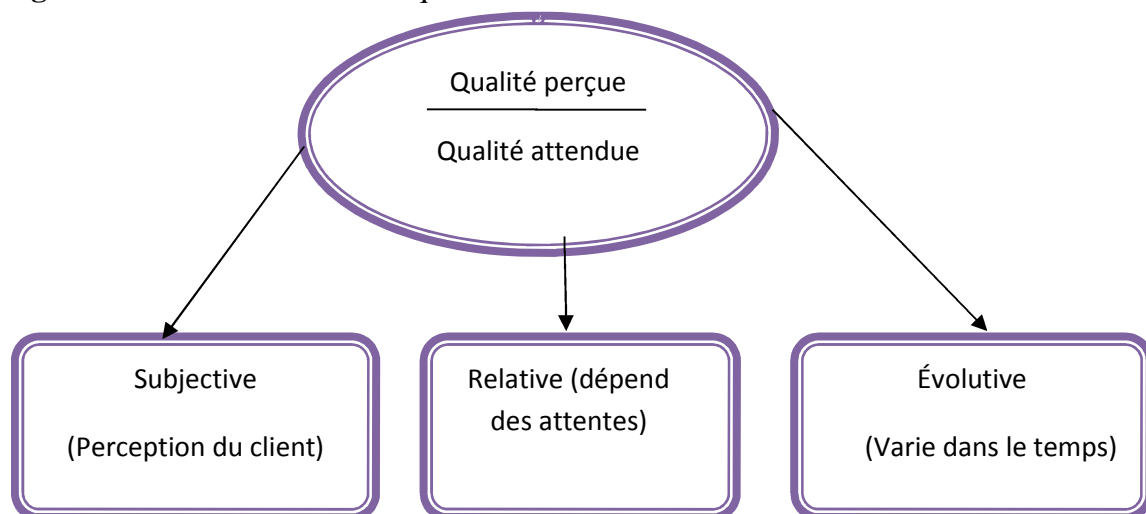 Qualité perçue
Qualité attendue
Subjective
(Perception du client)
Relative (dépend
des attentes)
Évolutive
(Varie dans le temps)